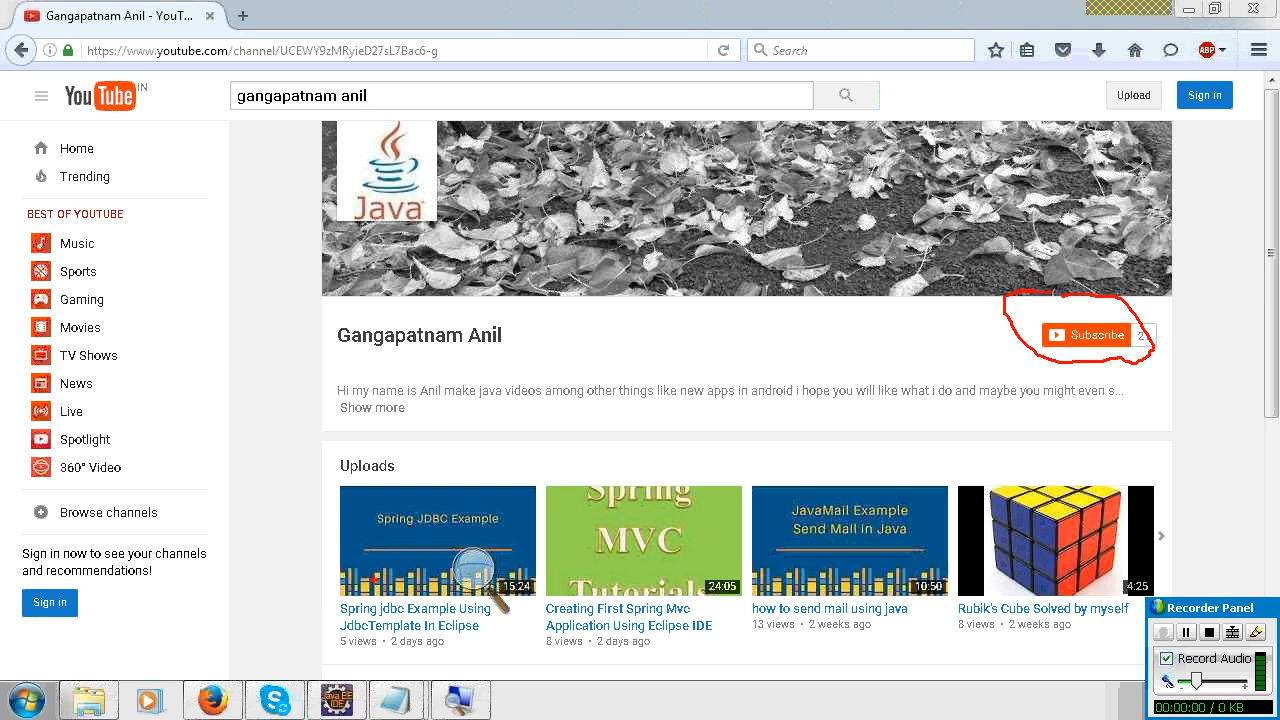 Gangapatnam Anil - YouT...
https://www.youtube.com/channel/UCEWY9zMRyieD27sL7Bac6-g
Search
ABP
YouTube IN
gangapatnam anil
Upload
Sign in
Home
Trending
BEST OF YOUTUBE
Music
Sports
Gaming
Movies
TV Shows
News
Live
Spotlight
360° Video
Browse channels
Sign in now to see your channels
and recommendations!
Sign in
Java
Gangapatnam Anil
Subscribe
2
Hi my name is Anil make java videos among other things like new apps in android i hope you will like what i do and maybe you might even s...
Show more
Uploads
Spring JDBC Example
15:24
Spring jdbc Example Using
JdbcTemplate In Eclipse
5 views • 2 days ago
Spring
MVC
Tutorials
24:05
Creating First Spring Mvc
Application Using Eclipse IDE
8 views • 2 days ago
JavaMail Example
Send Mail in Java
10:50
how to send mail using java
13 views • 2 weeks ago
4:25
Rubik's Cube Solved by myself
8 views • 2 weeks ago
Recorder Panel
Record Audio
- +
00:00:00 / 0 KB
Java EE
IDE